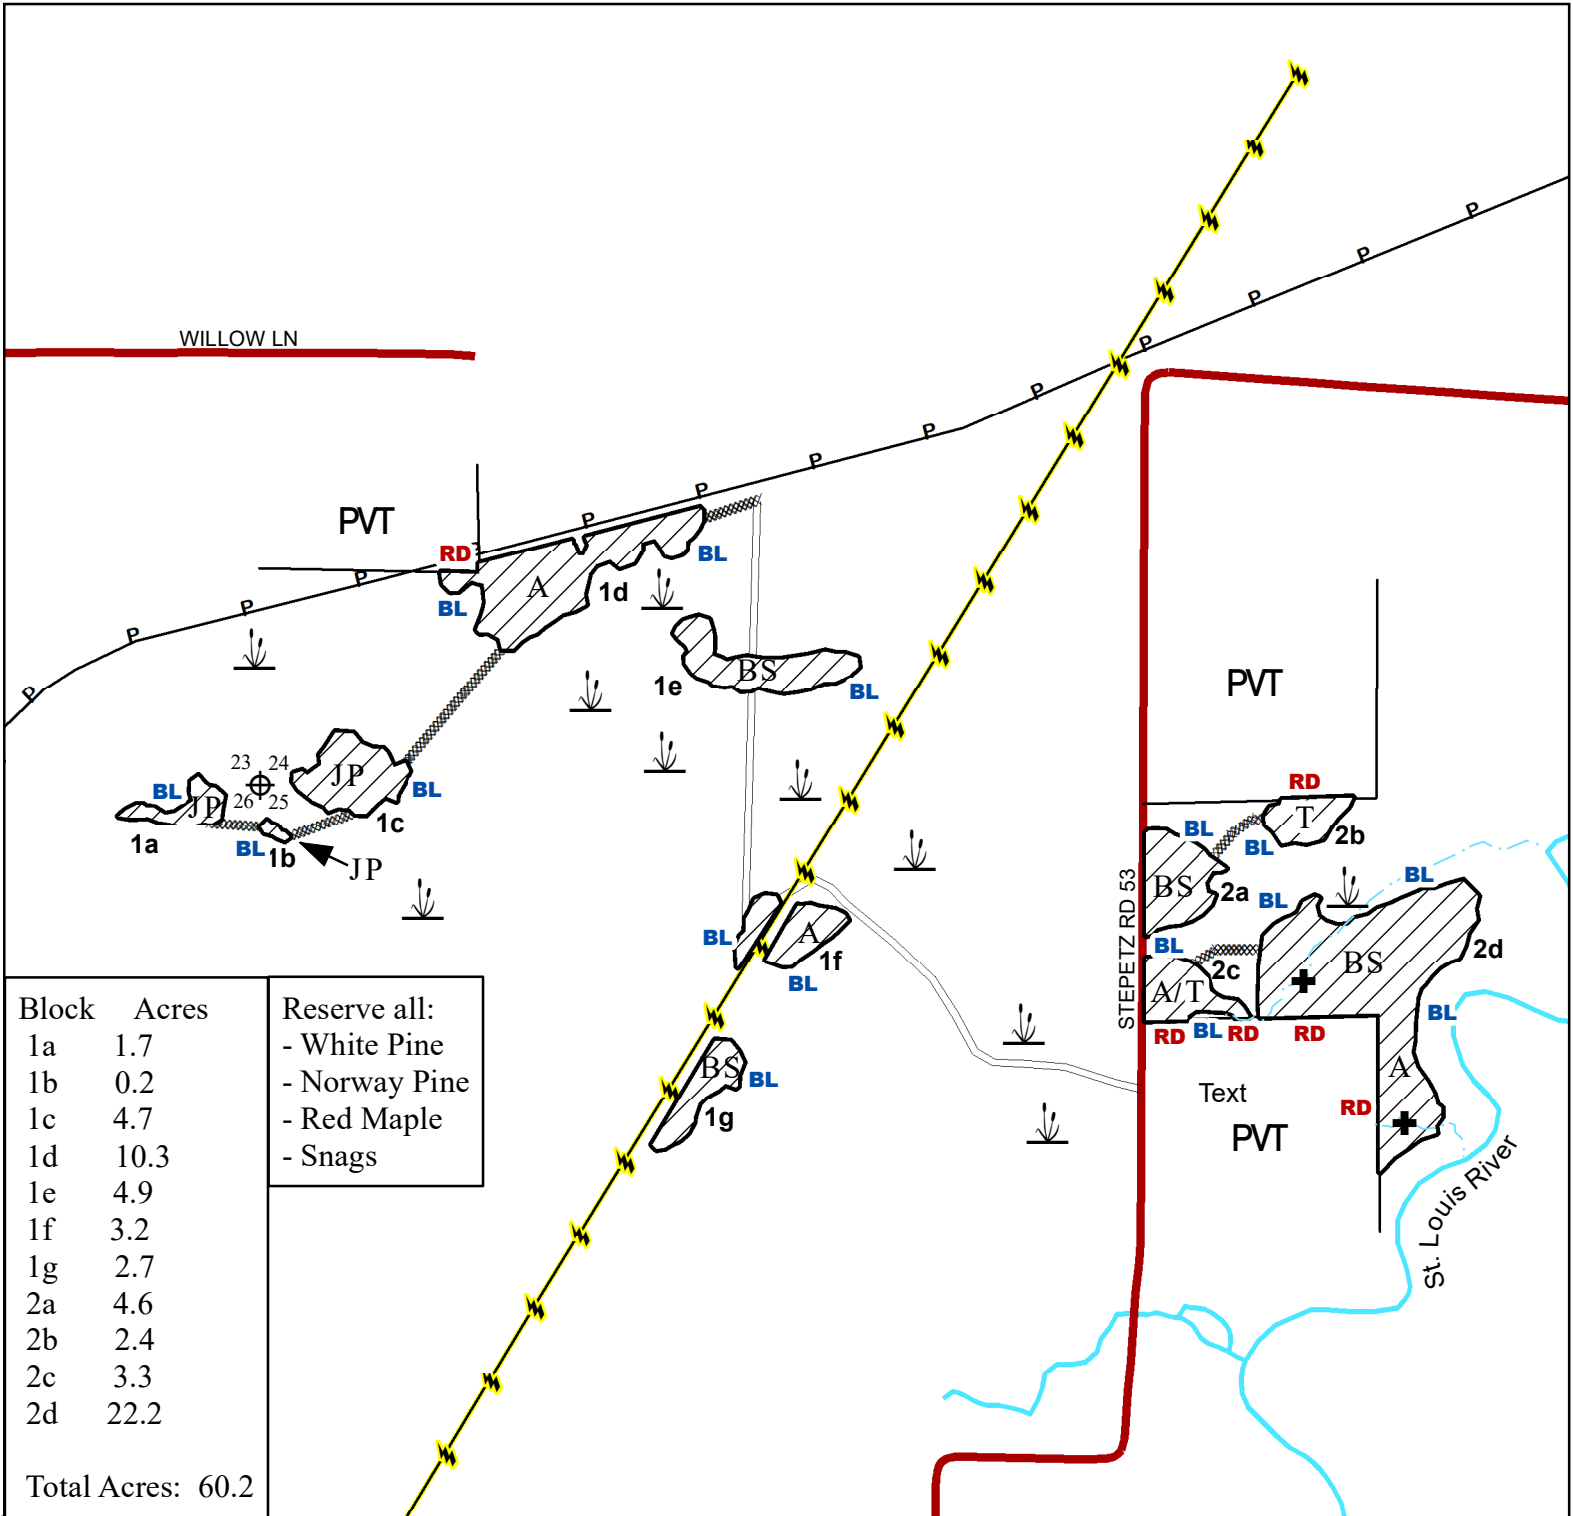 WILLOW LN
P
P
P
P
P
P
P
P
P
P
P
P
P
PVT
RD
A
BL
BL
1d
BS
1e
BL
PVT
23 24
26 25
JP
BL
1c
BL
JP
1a
BL
1b
JP
RD
T
2b
BL
BL
BS
2a
BL
STEPETZ RD 53
BL
BL
BS
2d
2c
A/T
RD
BL
RD
RD
BL
A
RD
Text
PVT
St. Louis River
BL
A
1f
BL
BS
BL
1g
Block Acres
1a 1.7
1b 0.2
1c 4.7
1d 10.3
1e 4.9
1f 3.2
1g 2.7
2a 4.6
2b 2.4
2c 3.3
2d 22.2
Total Acres: 60.2
Reserve all:
- White Pine
- Norway Pine
- Red Maple
- Snags